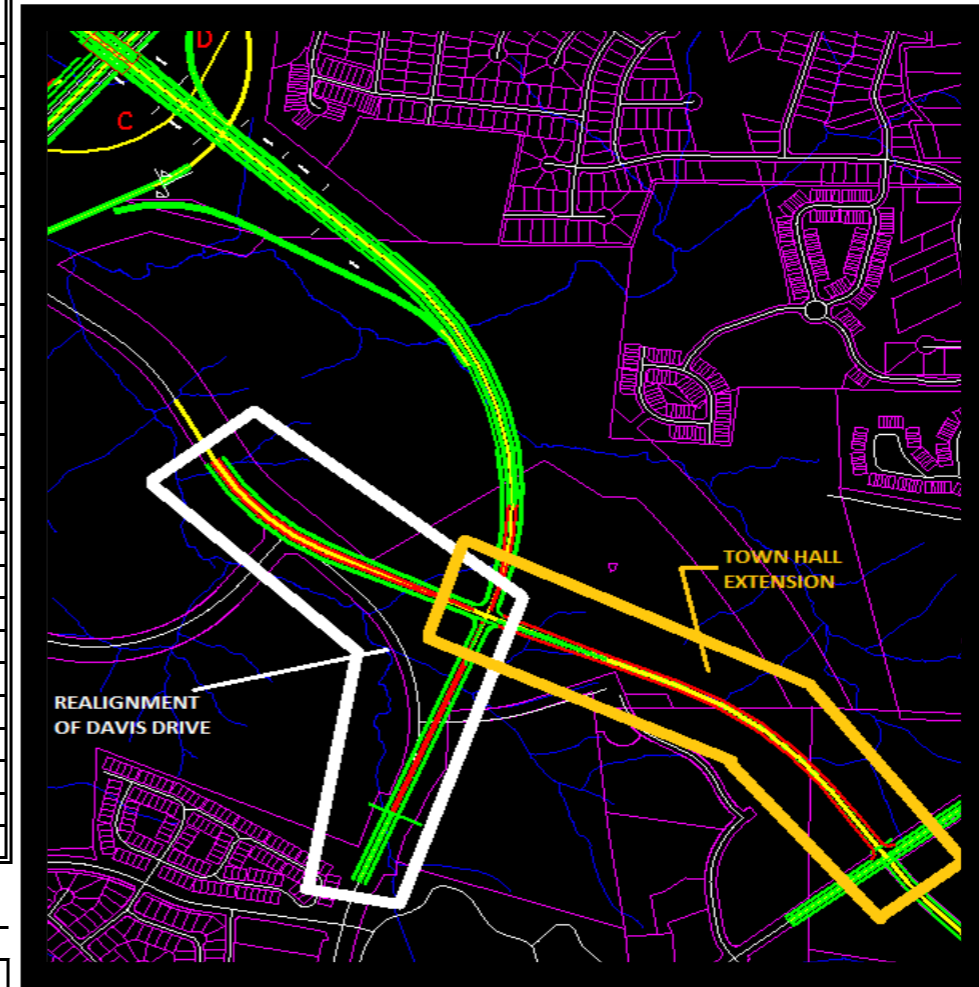 D
C
TOWN HALL
EXTENSION
REALIGNMENT
OF DAVIS DRIVE